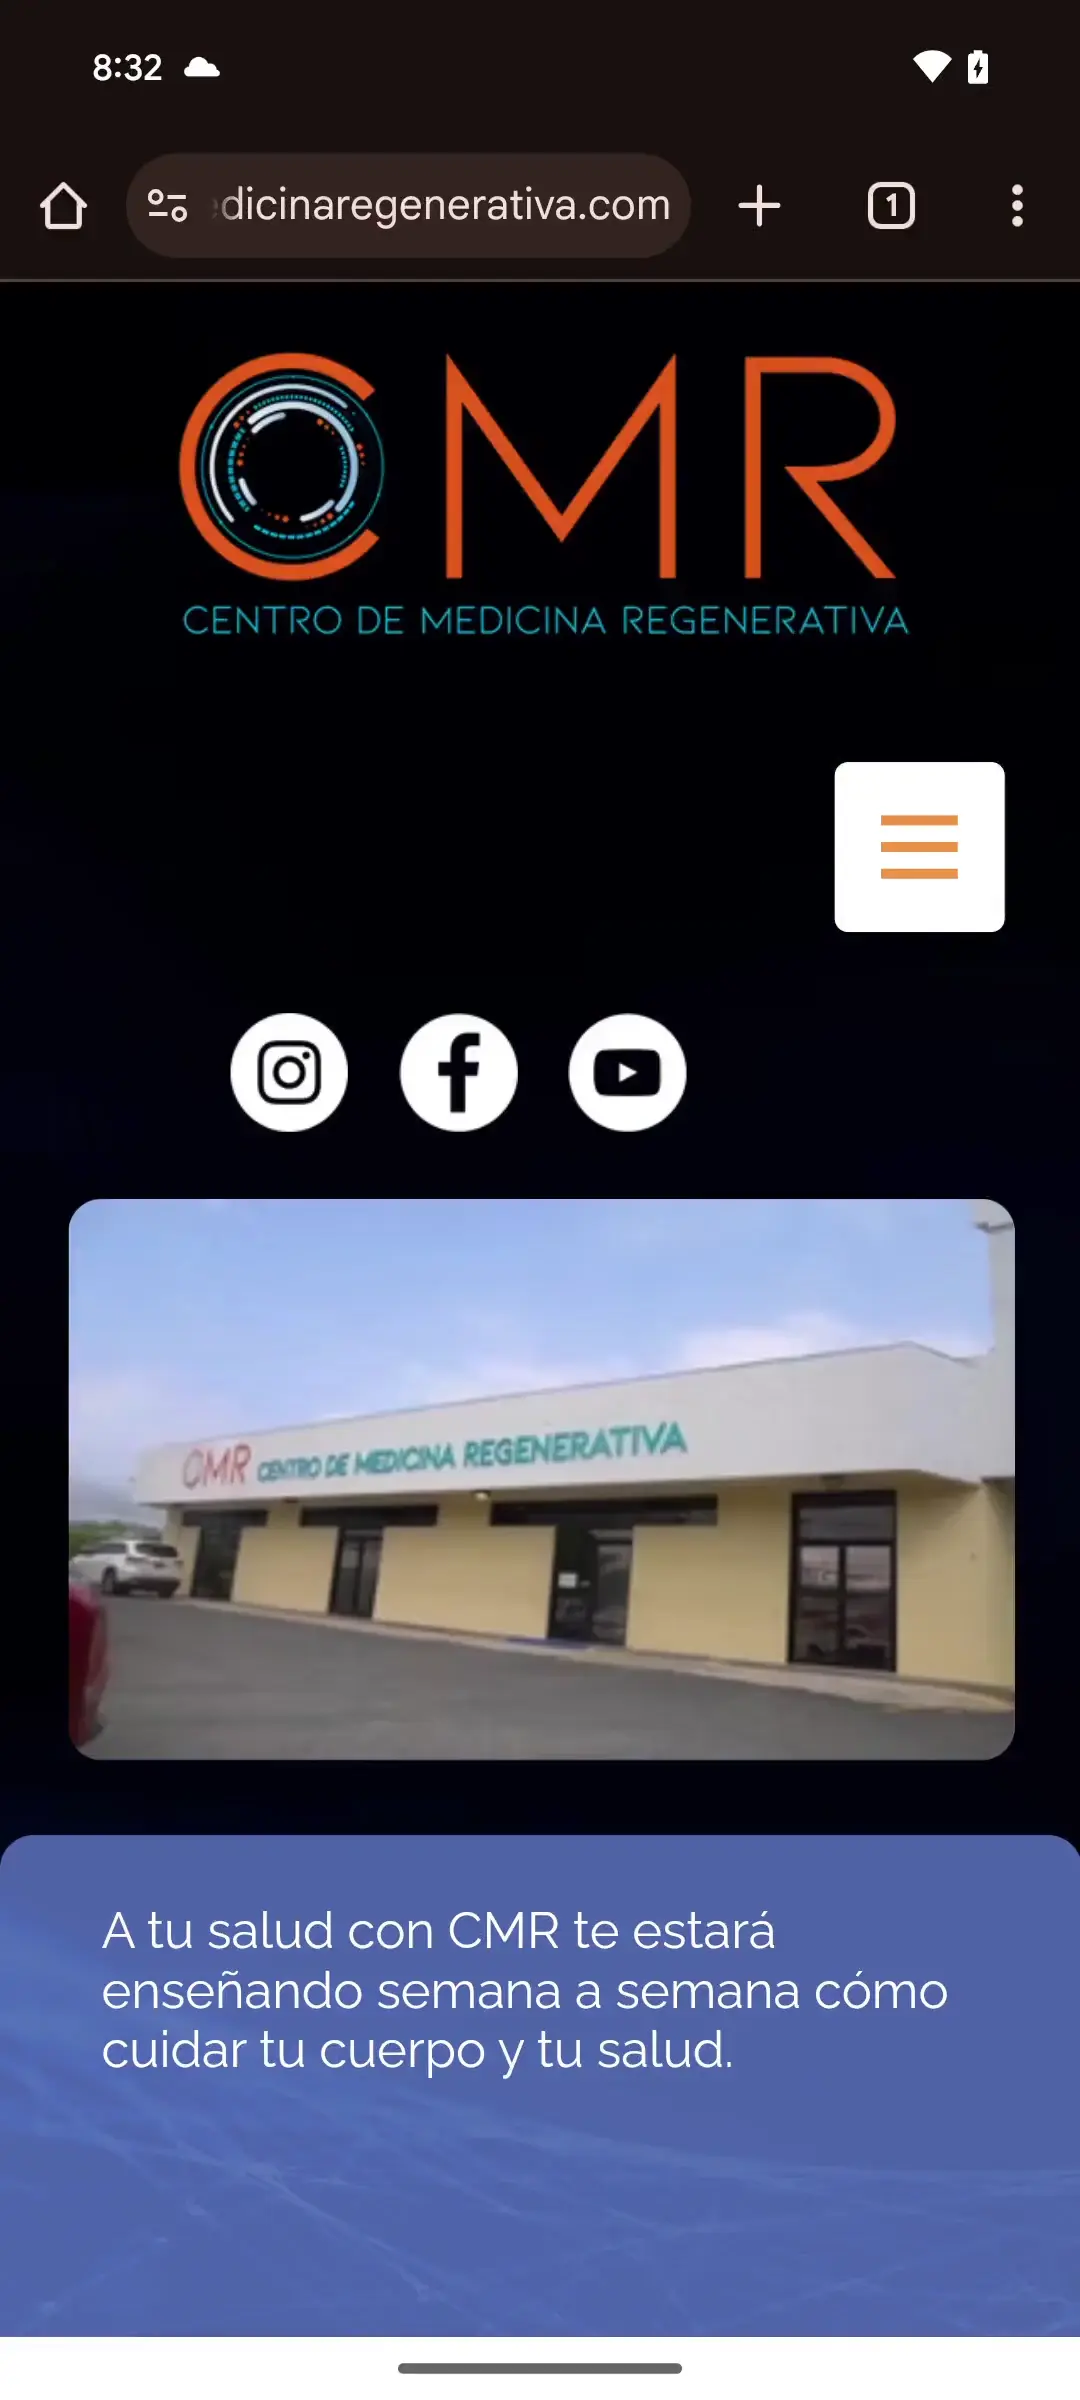 8:32
edicinaregenerativa.com
1
CMR
CENTRO DE MEDICINA REGENERATIVA
CMR CENTRO DE MEDICINA REGENERATIVA
A tu salud con CMR te estará
enseñando semana a semana cómo
cuidar tu cuerpo y tu salud.